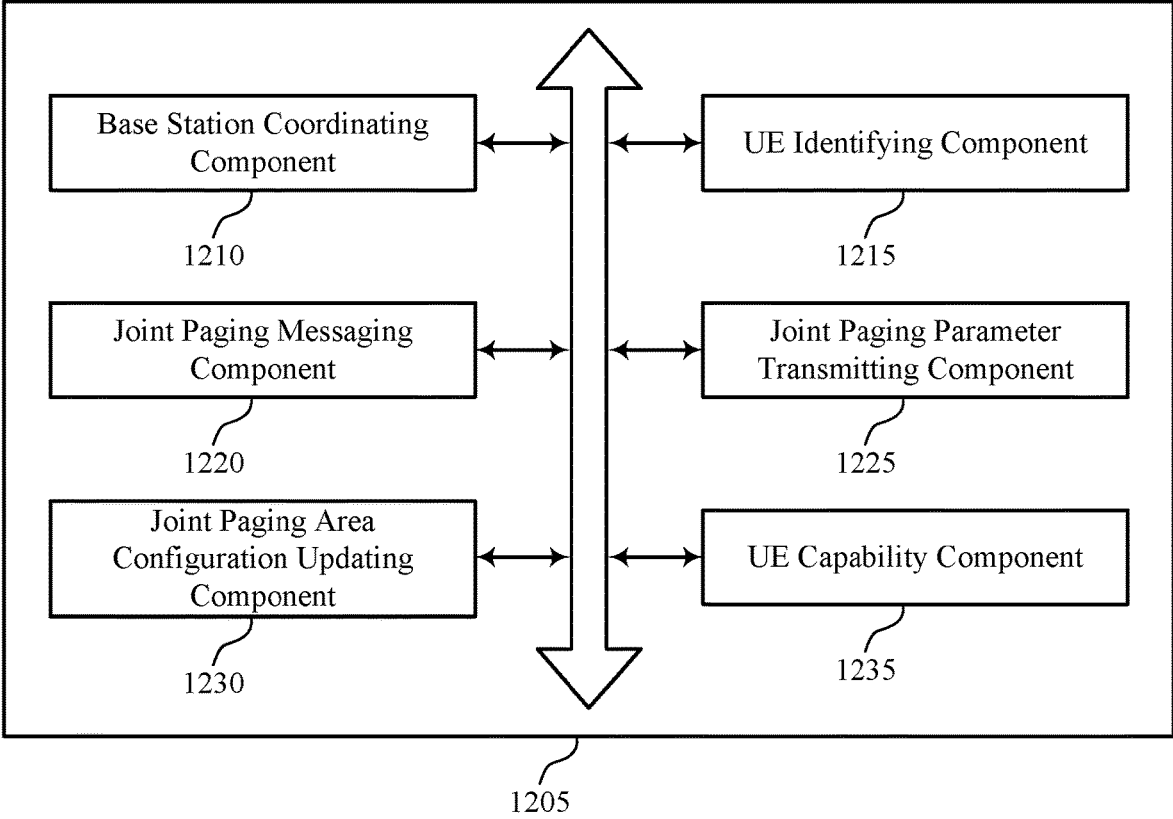 Base Station Coordinating
Component
1210
UE Identifying Component
1215
Joint Paging Messaging
Component
1220
Joint Paging Parameter
Transmitting Component
1225
Joint Paging Area
Configuration Updating
Component
1230
UE Capability Component
1235
1205